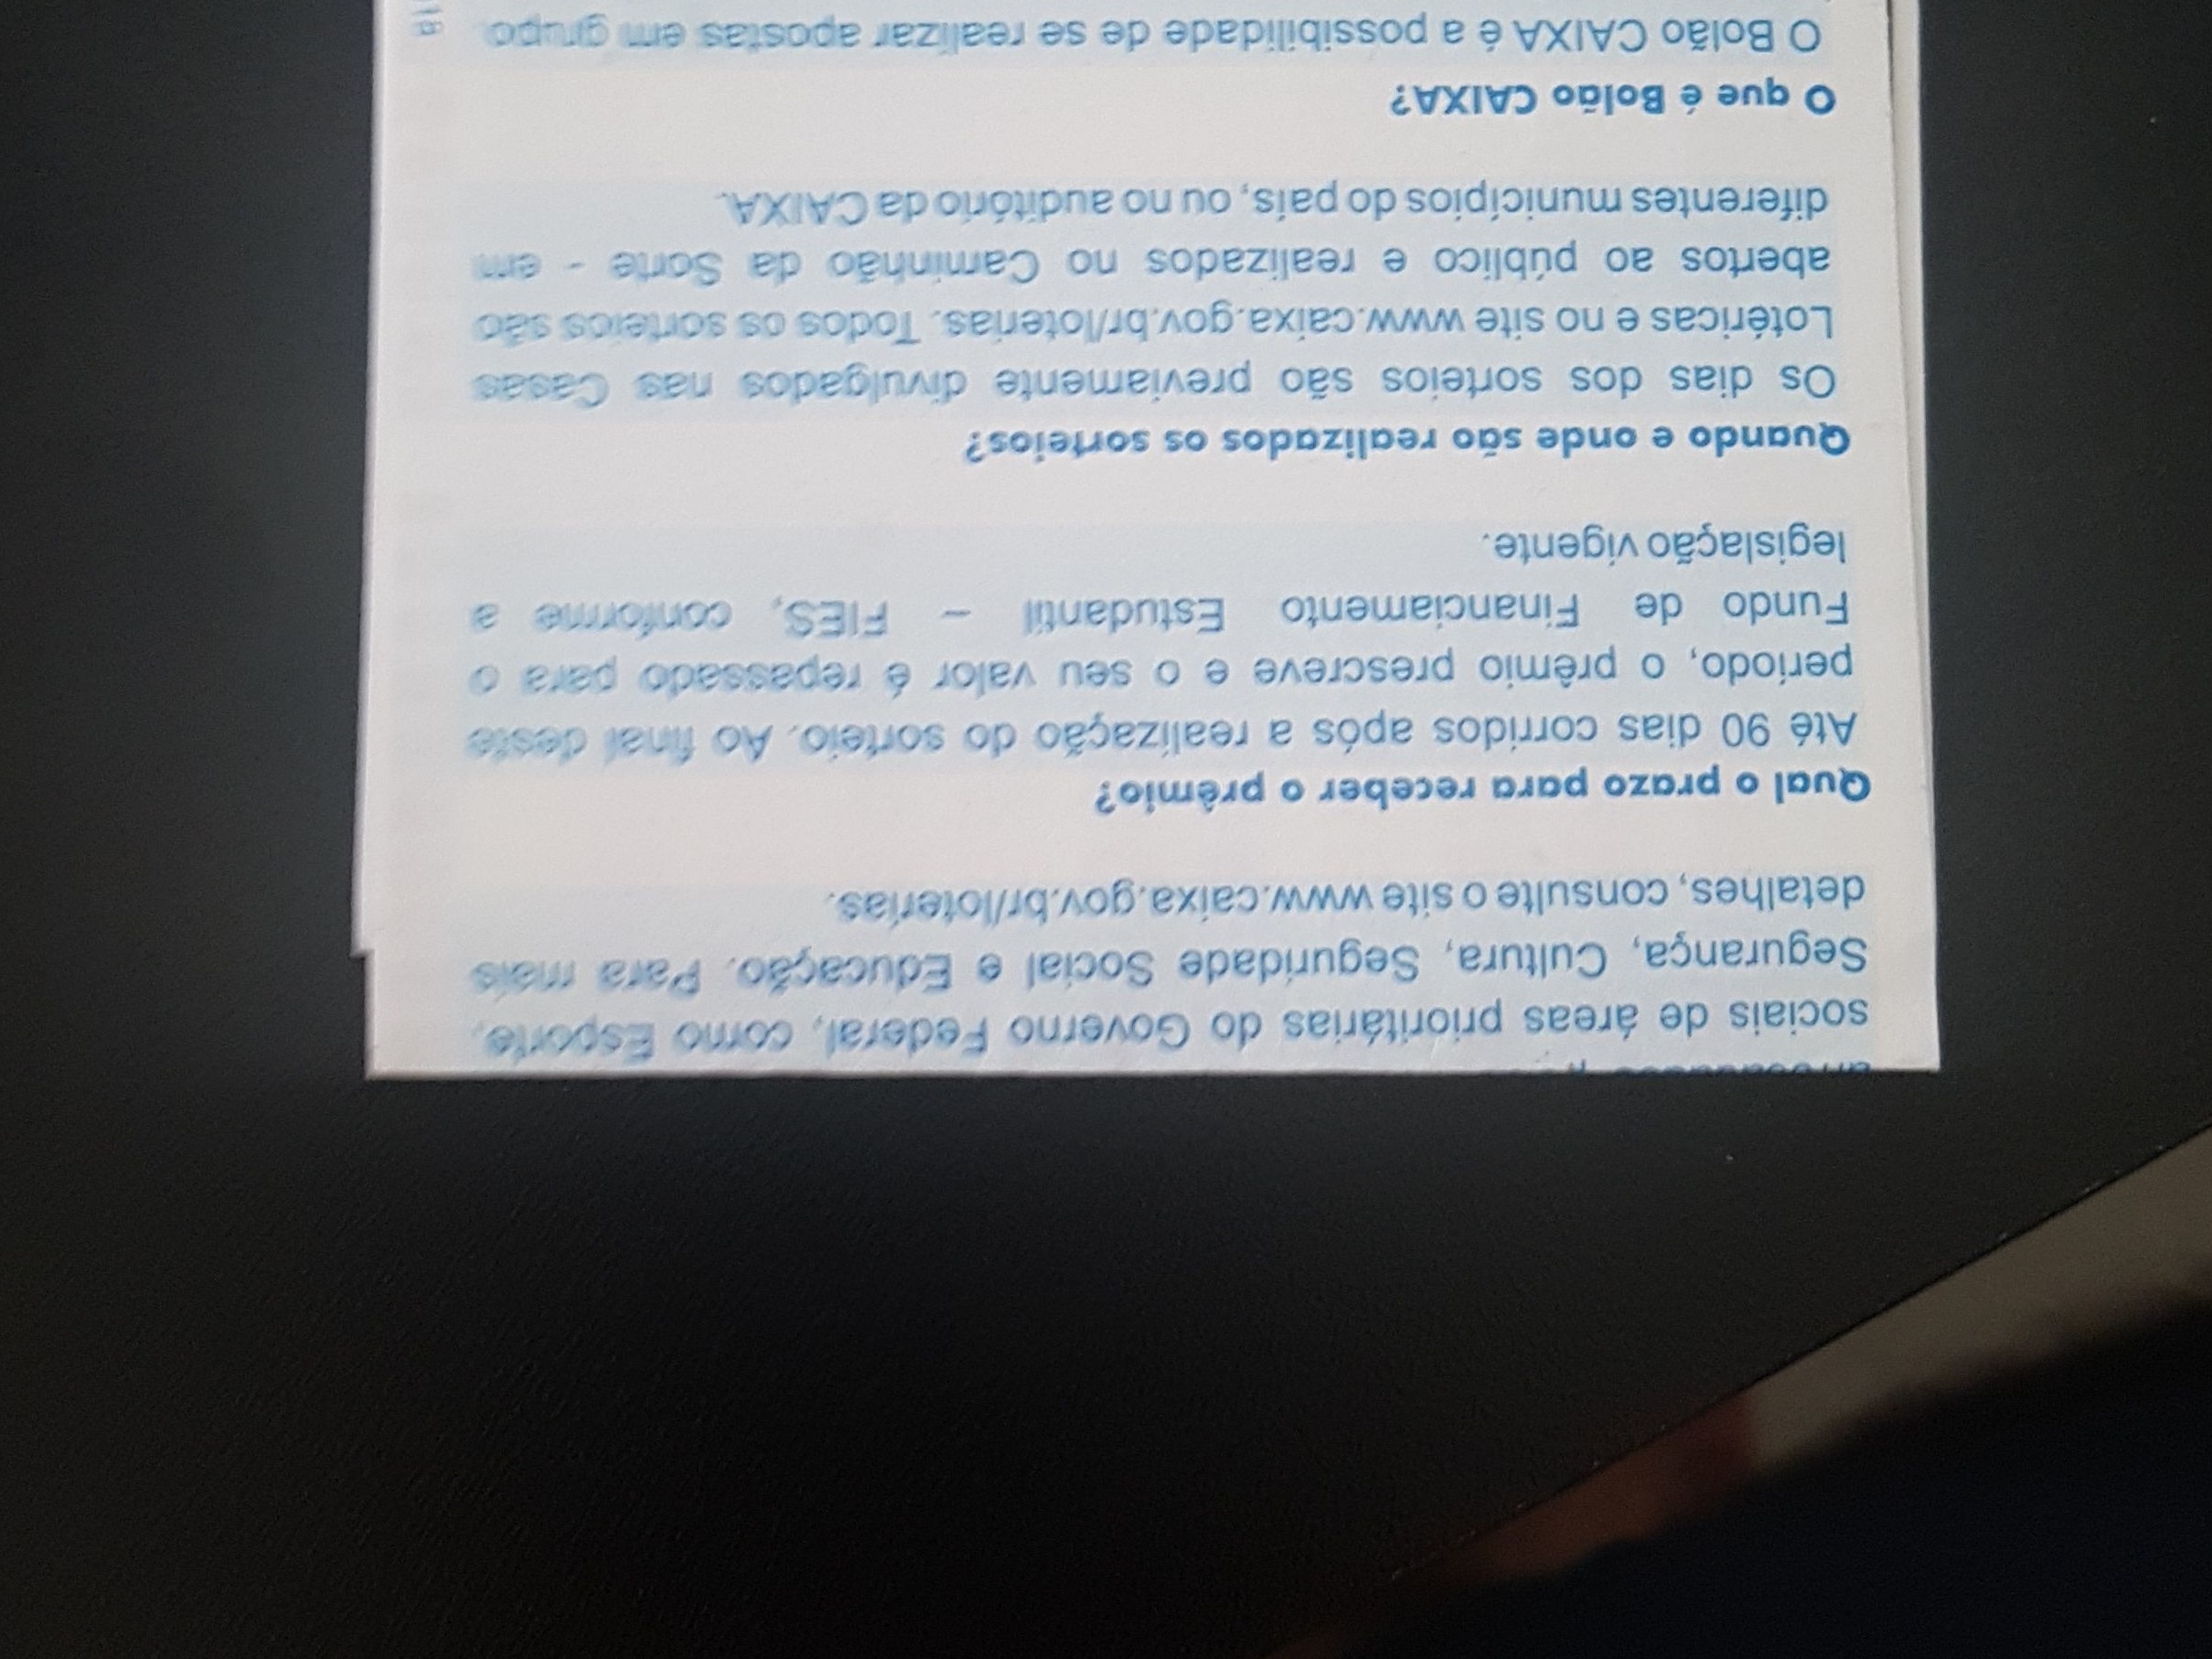 sociais de áreas prioritárias do Governo Federal, como Esporte,
Segurança, Cultura, Seguridade Social e Educação. Para mais
detalhes, consulte o site www.caixa.gov.br/loterias.
Qual o prazo para receber o prêmio?
Até 90 dias corridos após a realização do sorteio. Ao final deste
período, o prêmio prescreve e o seu valor é repassado para o
Fundo de Financiamento Estudantil – FIES, conforme a
legislação vigente.
Quando e onde são realizados os sorteios?
Os dias dos sorteios são previamente divulgados nas Casas
Lotéricas e no site www.caixa.gov.br/loterias. Todos os sorteios são
abertos ao público e realizados no Caminhão da Sorte - em
diferentes municípios do país, ou no auditório da CAIXA.
O que é Bolão CAIXA?
O Bolão CAIXA é a possibilidade de se realizar apostas em grupo.